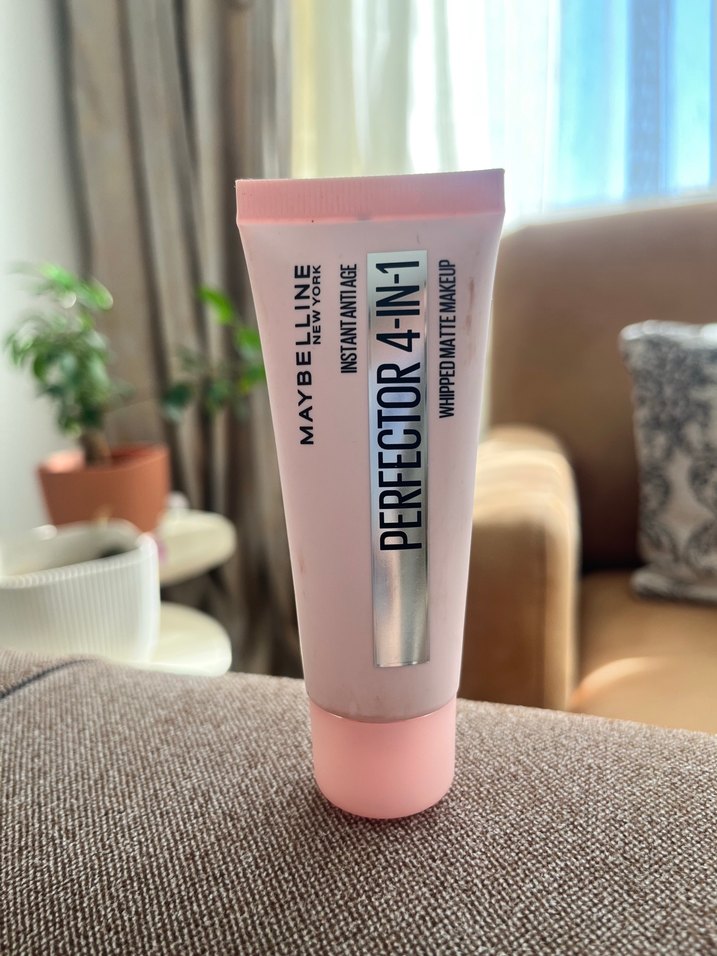 MAYBELLINE
NEW YORK
INSTANT ANTI AGE
PERFECTOR 4-IN-1
WHIPPED MATTE MAKEUP